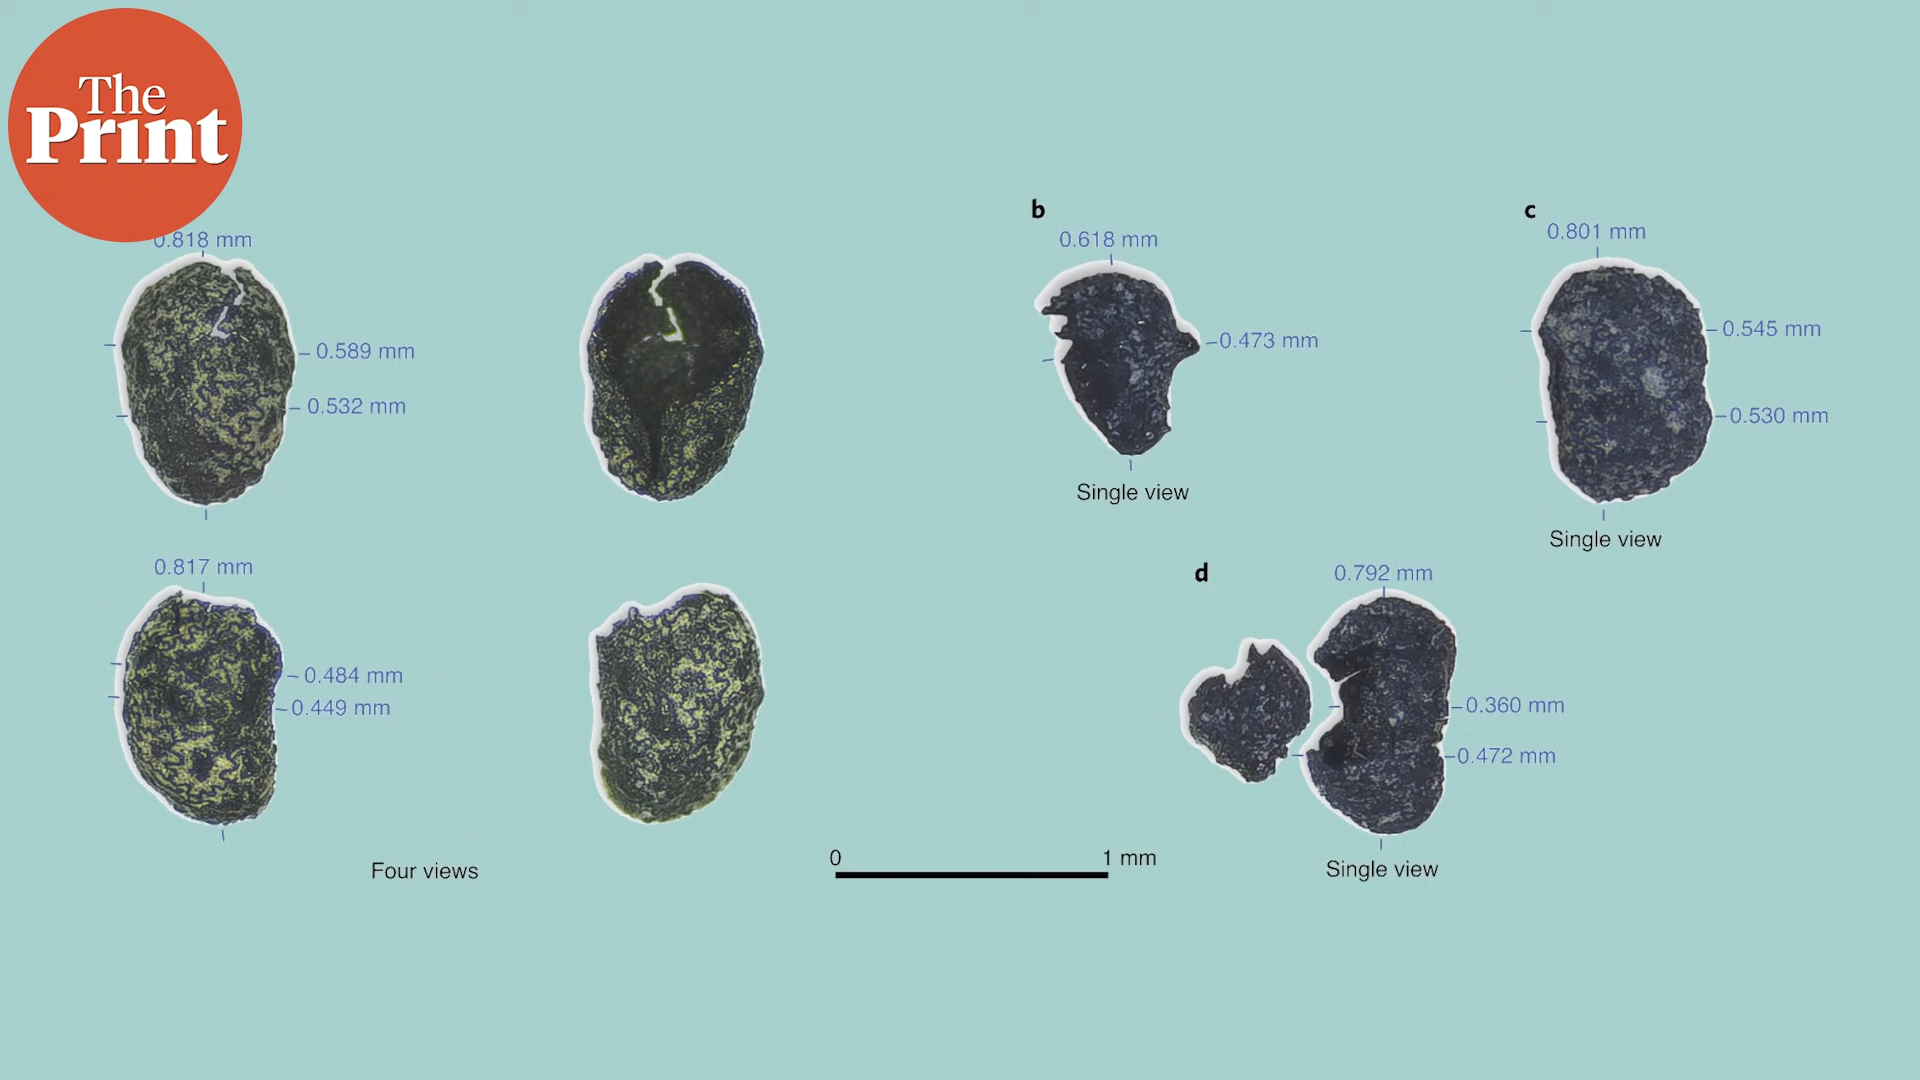 The
Print
0.818 mm
0.589 mm
0.532 mm
0.817 mm
0.484 mm
0.449 mm
Four views
0
1 mm
b
0.618 mm
0.473 mm
Single view
c
0.801 mm
0.545 mm
0.530 mm
Single view
d
0.792 mm
0.360 mm
0.472 mm
Single view